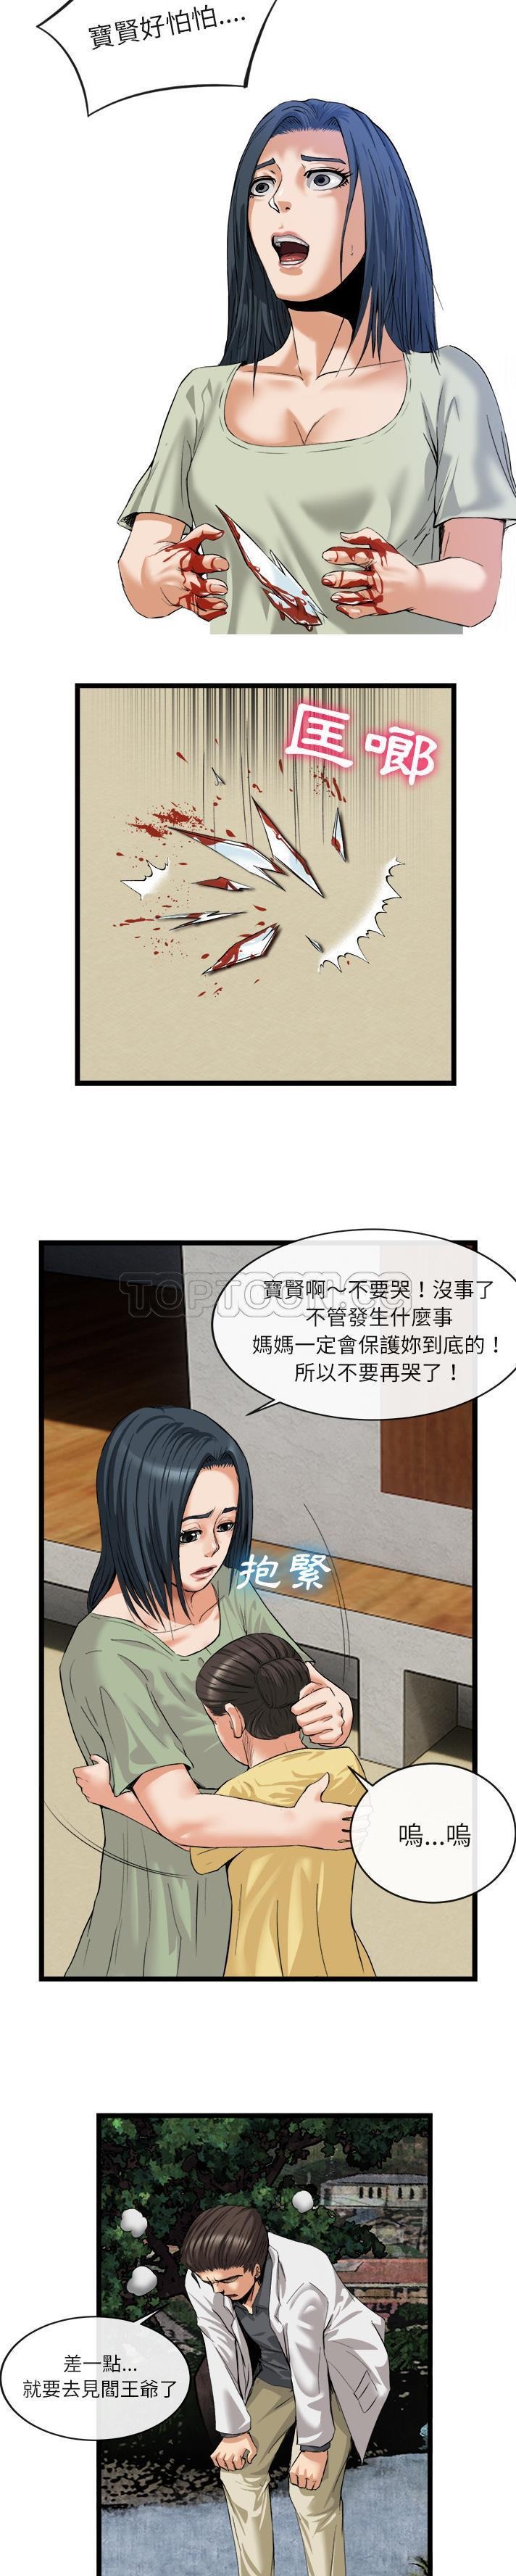 寶賢好怕怕....
匡啷
TOPTOON.CC
寶賢啊～不要哭！沒事了
不管發生什麼事
媽媽一定會保護妳到底的！
所以不要再哭了！
抱緊
嗚...嗚
差一點...
就要去見閻王爺了